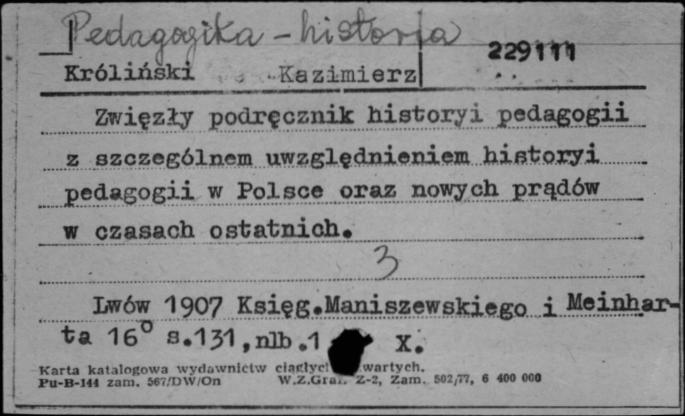 Pedagogika - historia
229111
Króliński Kazimierz
Zwięzły podręcznik historyi pedagogii
z szczególnem uwzględnieniem historyi
pedagogii w Polsce oraz nowych prądów
w czasach ostatnich.
3
Lwów 1907 Księg.Maniszewskiego i Meinhar-
ta 16° s.131,nlb.1 X.
Karta katalogowa wydawnictw
Pu-B-144 zam. 567/DW/On W.Z.Graf. Z-2, Zam. 502/77, 6 400 000